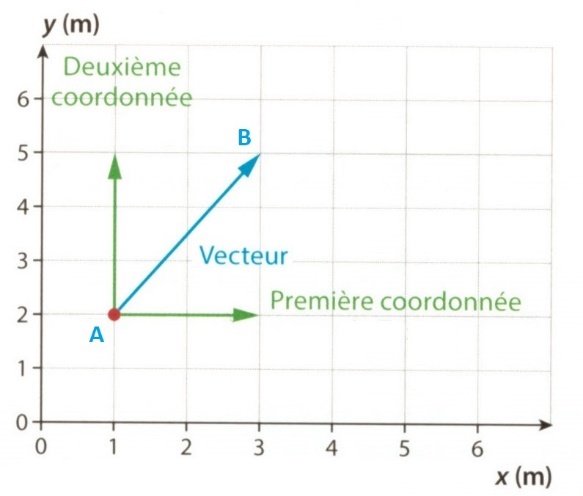 y (m)
Deuxième
coordonnée
6
5
B
4
3
Vecteur
Première coordonnée
2
A
1
0
0 1 2 3 4 5 6
x (m)